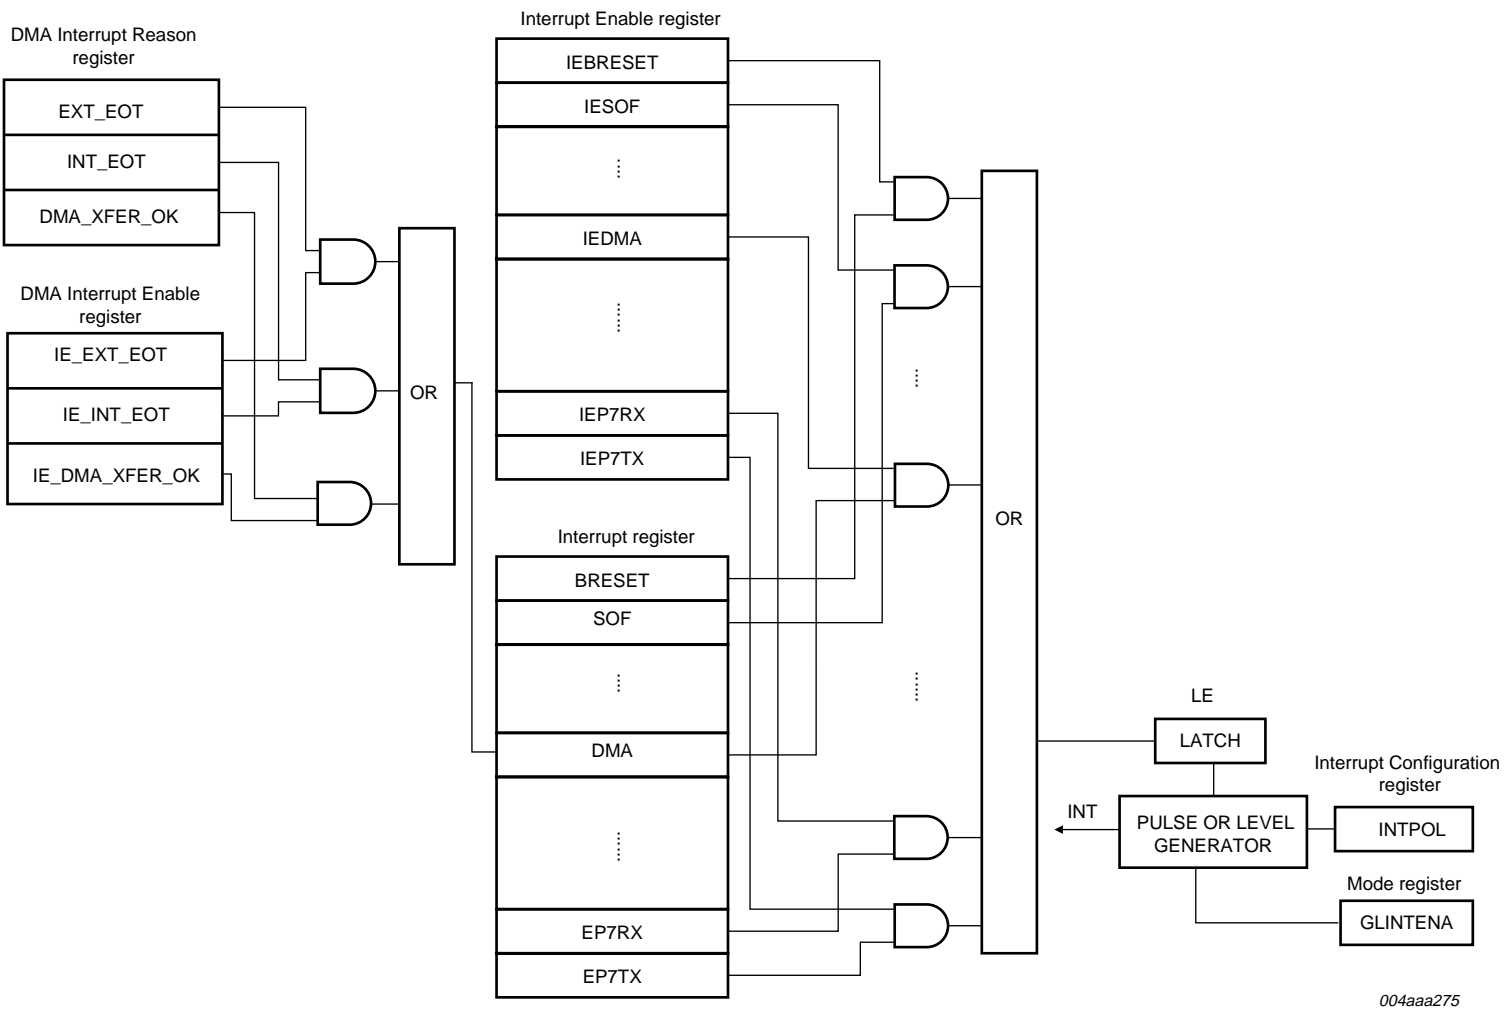 DMA Interrupt Reason
register
EXT_EOT
INT_EOT
DMA_XFER_OK
DMA Interrupt Enable
register
IE_EXT_EOT
IE_INT_EOT
IE_DMA_XFER_OK
OR
Interrupt Enable register
IEBRESET
IESOF
IEDMA
IEP7RX
IEP7TX
Interrupt register
BRESET
SOF
DMA
EP7RX
EP7TX
OR
LE
LATCH
Interrupt Configuration
register
INT
PULSE OR LEVEL
GENERATOR
INTPOL
Mode register
GLINTENA
004aaa275